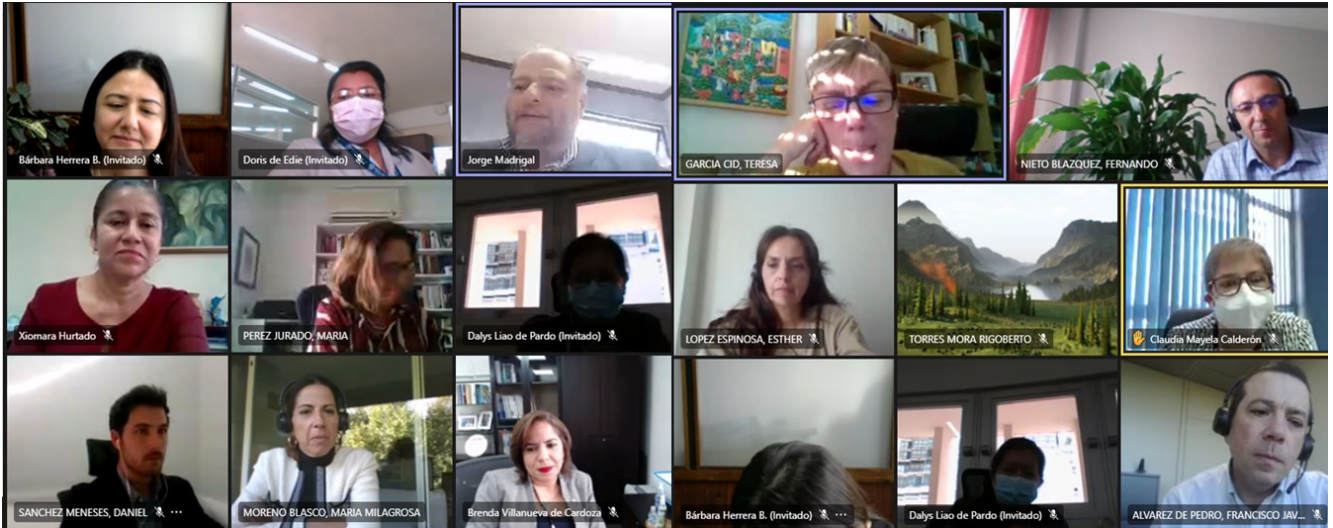 Bárbara Herrera B. (Invitado)
Doris de Edie (Invitado)
Jorge Madrigal
GARCIA CID, TERESA
NIETO BLAZQUEZ, FERNANDO
Xiomara Hurtado
PEREZ JURADO, MARIA
Dalys Liao de Pardo (Invitado)
LOPEZ ESPINOSA, ESTHER
TORRES MORA RIGOBERTO
Claudia Mayela Calderón
SANCHEZ MENESES, DANIEL ...
MORENO BLASCO, MARIA MILAGROSA
Brenda Villanueva de Cardoza
Bárbara Herrera B. (Invitado) ...
Dalys Liao de Pardo (Invitado)
ALVAREZ DE PEDRO, FRANCISCO JAV...